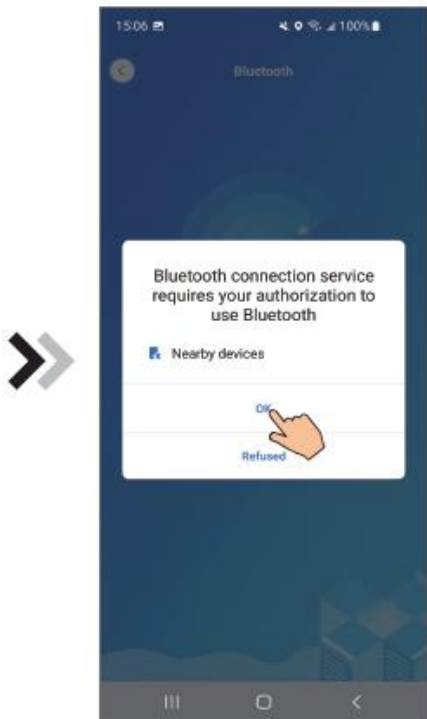 15:06 100%
Bluetooth
Bluetooth connection service
requires your authorization to
use Bluetooth
Nearby devices
OK
Refused